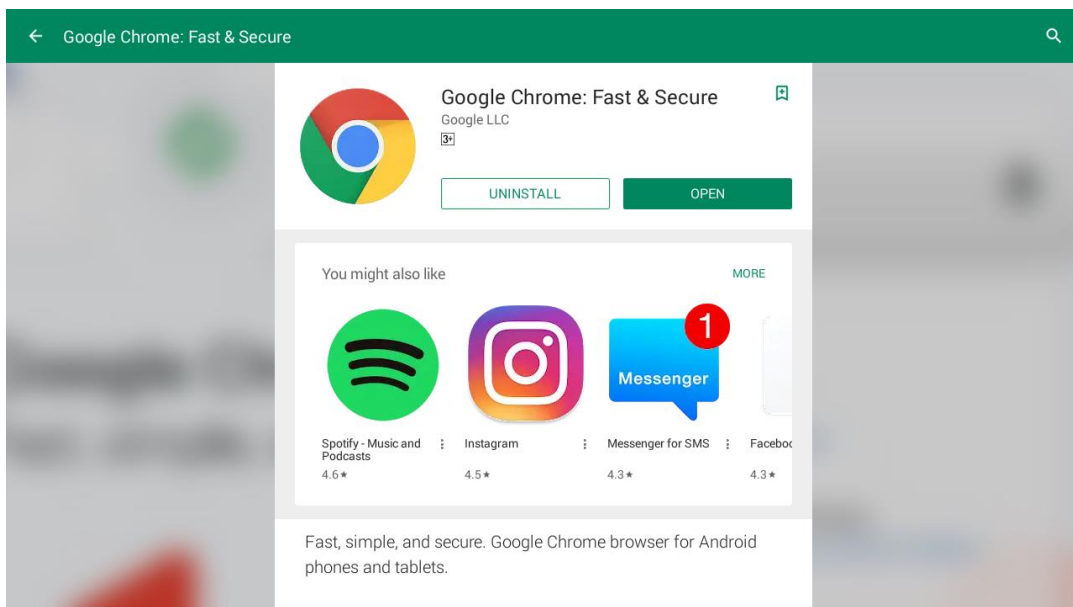 Google Chrome: Fast & Secure
Google Chrome: Fast & Secure
Google LLC
3+
UNINSTALL
OPEN
You might also like
MORE
1
Messenger
Spotify - Music and
Podcasts
4.6★
Instagram
4.5★
Messenger for SMS
4.3★
Faceboo
4.3★
Fast, simple, and secure. Google Chrome browser for Android
phones and tablets.